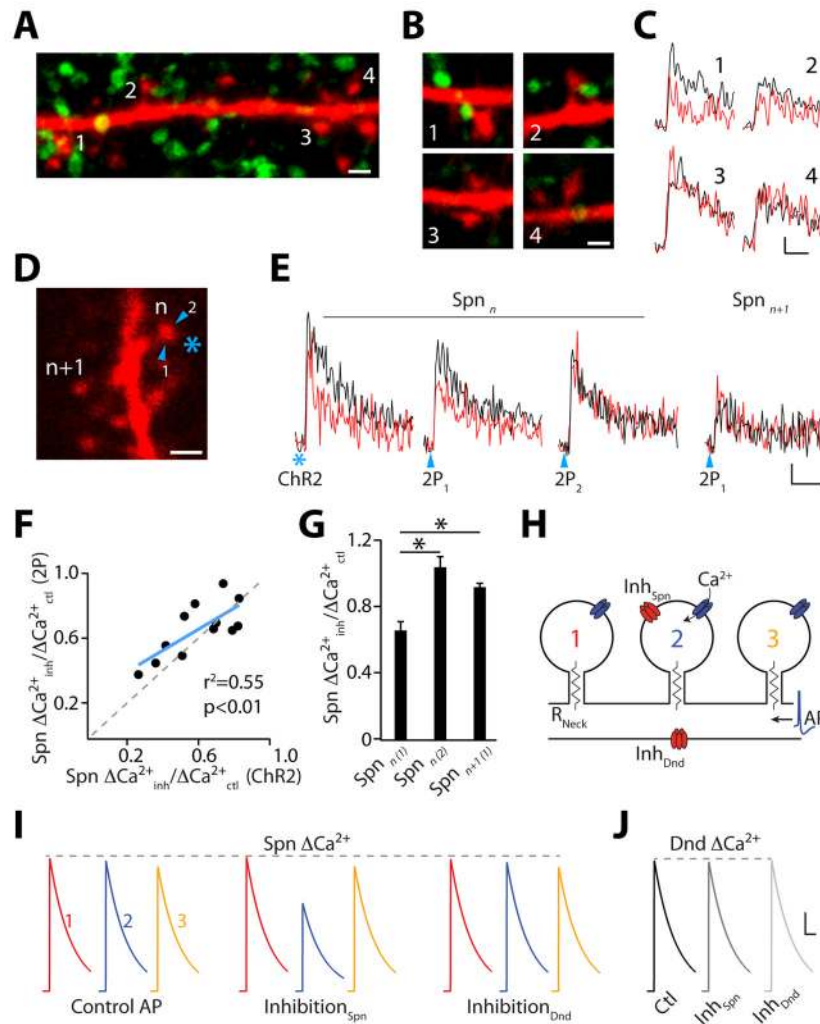 A
1
2
3
4
B
1
2
3
4
C
1
2
3
4
D
n
2
n+1
1
*
E
Spn n
Spn n+1
*
ChR2
2P1
2P2
2P1
F
Spn ΔCa2+inh/ΔCa2+ctl (2P)
1.0
0.6
0.2
r2=0.55
p<0.01
0.2
0.6
1.0
Spn ΔCa2+inh/ΔCa2+ctl (ChR2)
G
Spn ΔCa2+inh/ΔCa2+ctl
1.2
0.8
0.4
0
*
*
Spn n(1)
Spn n(2)
Spn n+1(1)
H
InhSpn
Ca2+
1
2
3
RNeck
AP
InhDnd
I
Spn ΔCa2+
1
2
3
Control AP
InhibitionSpn
InhibitionDnd
J
Dnd ΔCa2+
Ctl
InhSpn
InhDnd